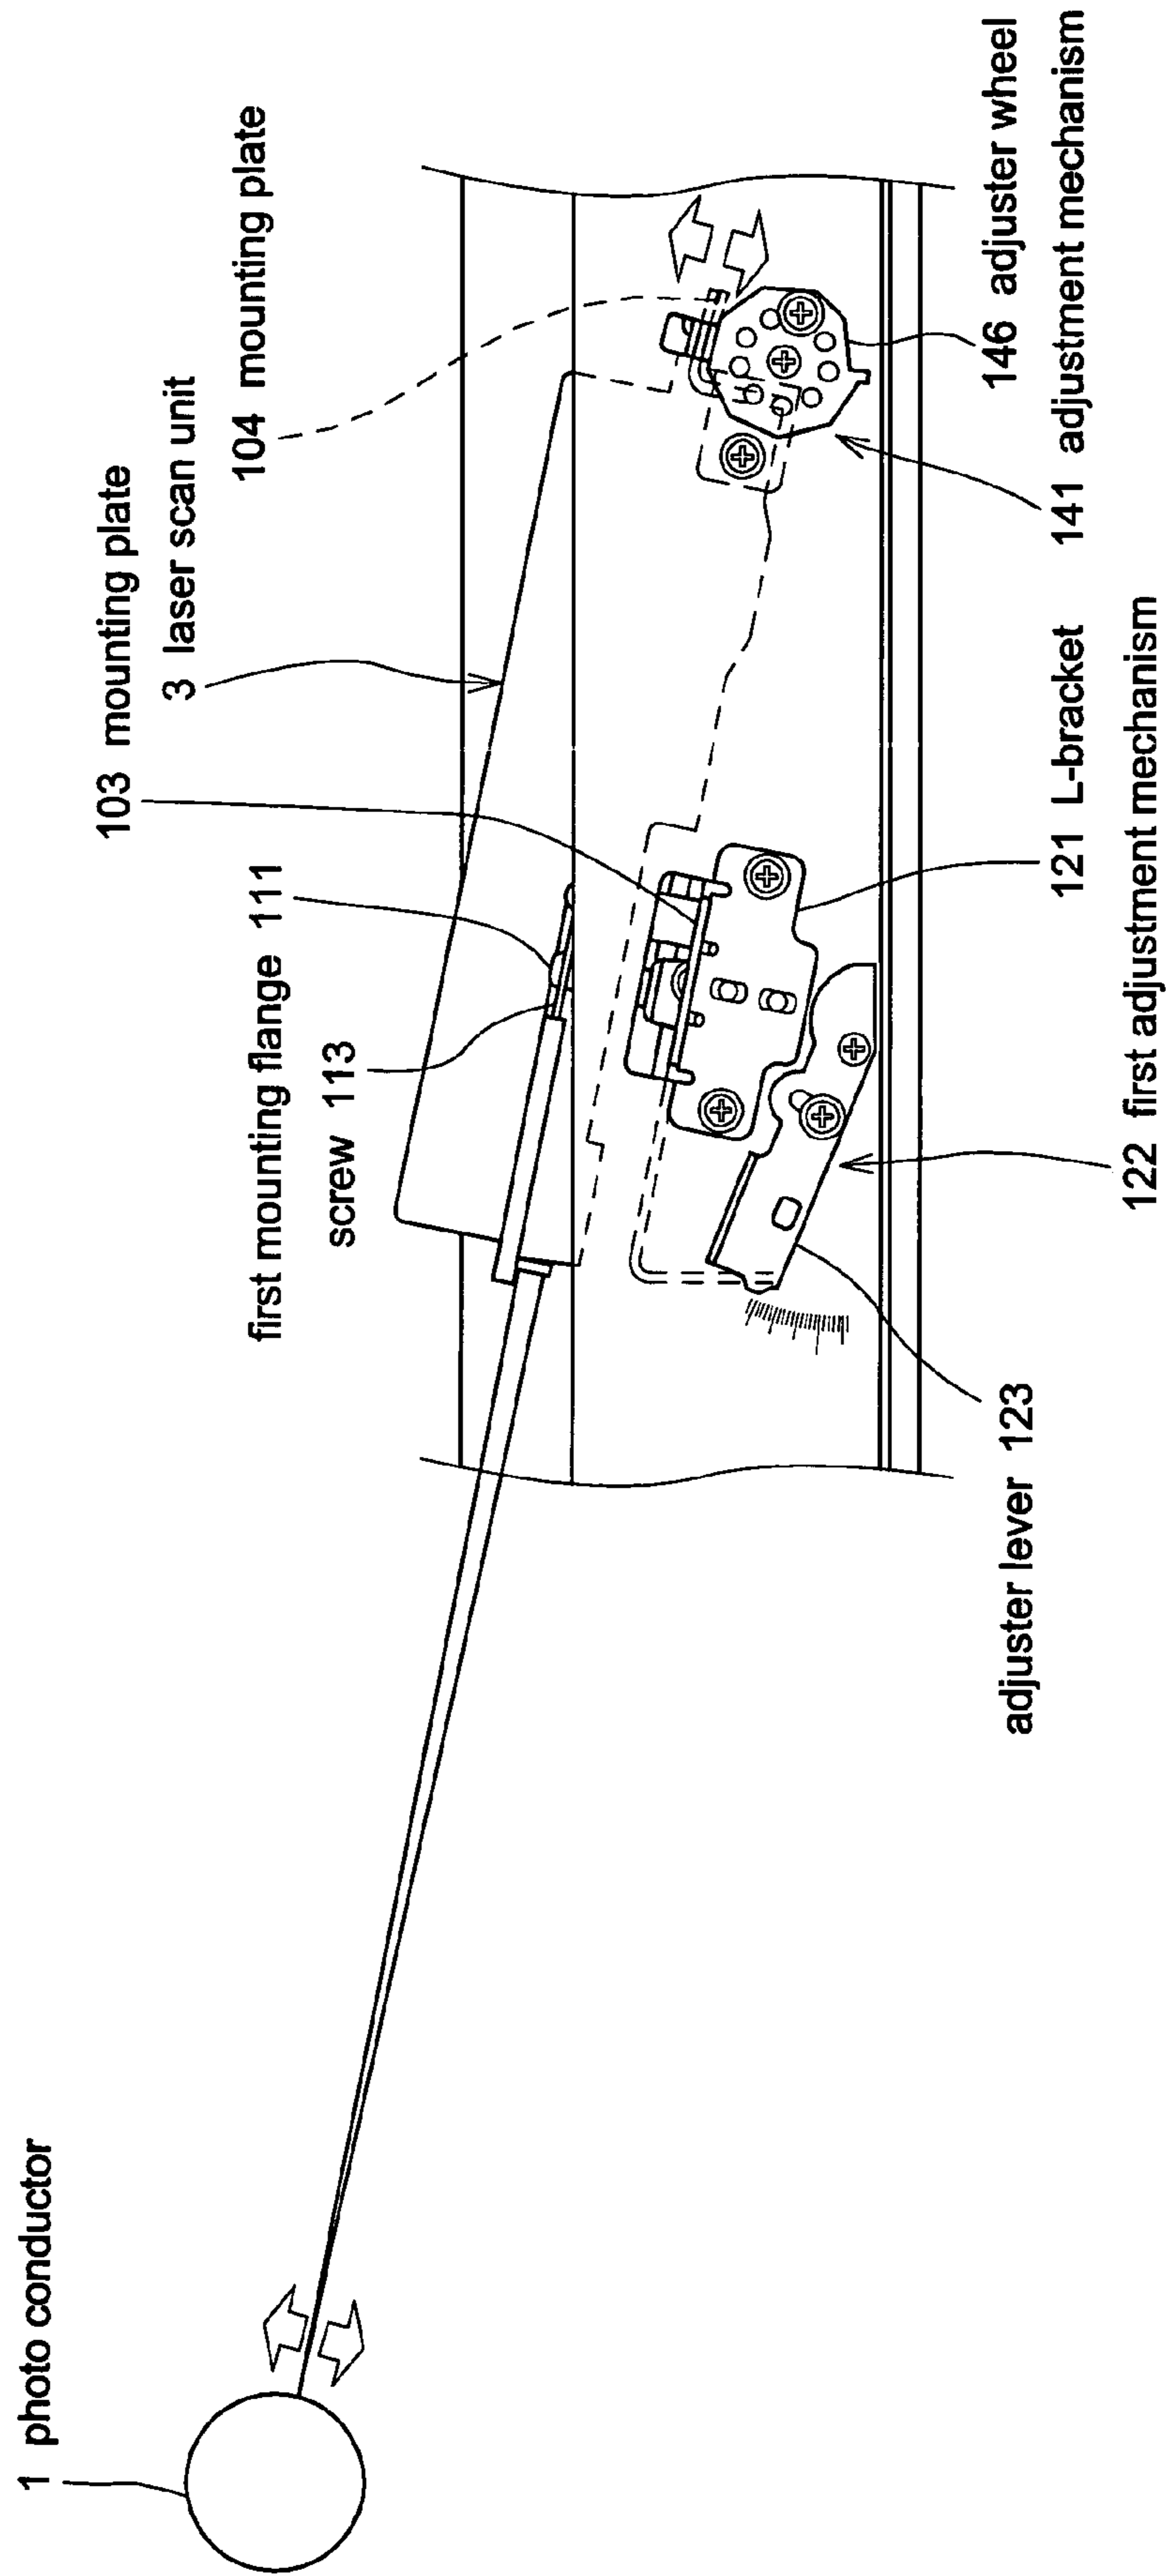 1 photo conductor
103 mounting plate
3 laser scan unit
104 mounting plate
first mounting flange 111
screw 113
adjuster lever 123
146 adjuster wheel
141 adjustment mechanism
121 L-bracket
122 first adjustment mechanism